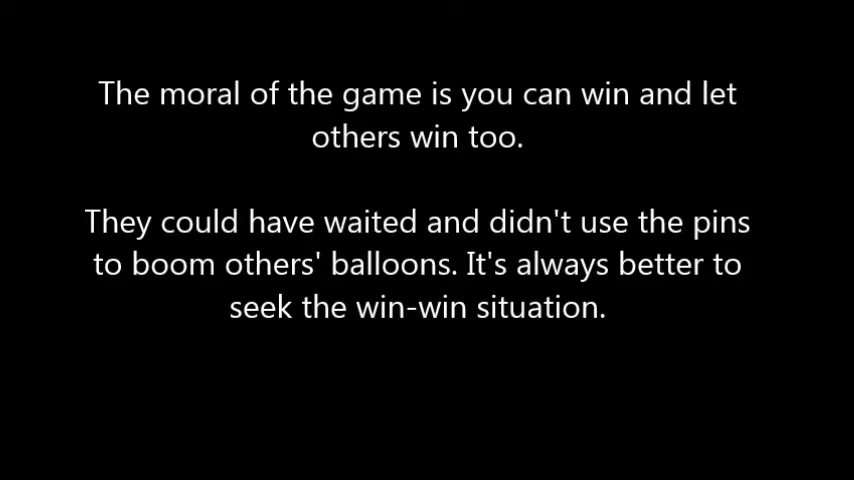 The moral of the game is you can win and let
others win too.
They could have waited and didn't use the pins
to boom others' balloons. It's always better to
seek the win-win situation.